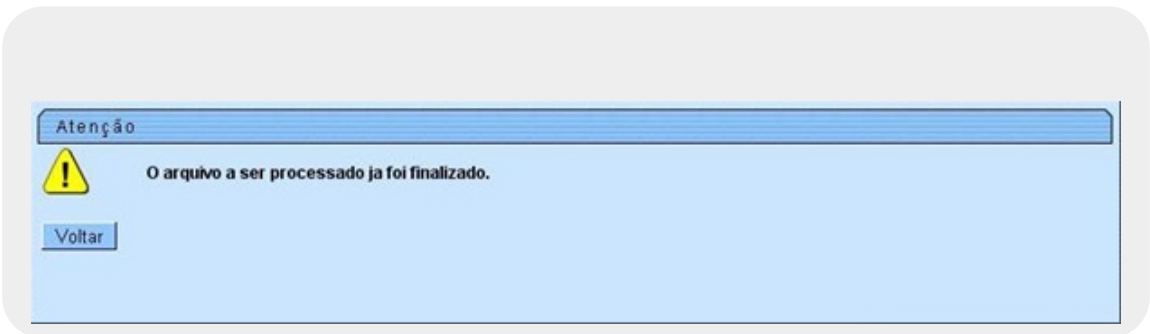 Atenção
O arquivo a ser processado ja foi finalizado.
Voltar